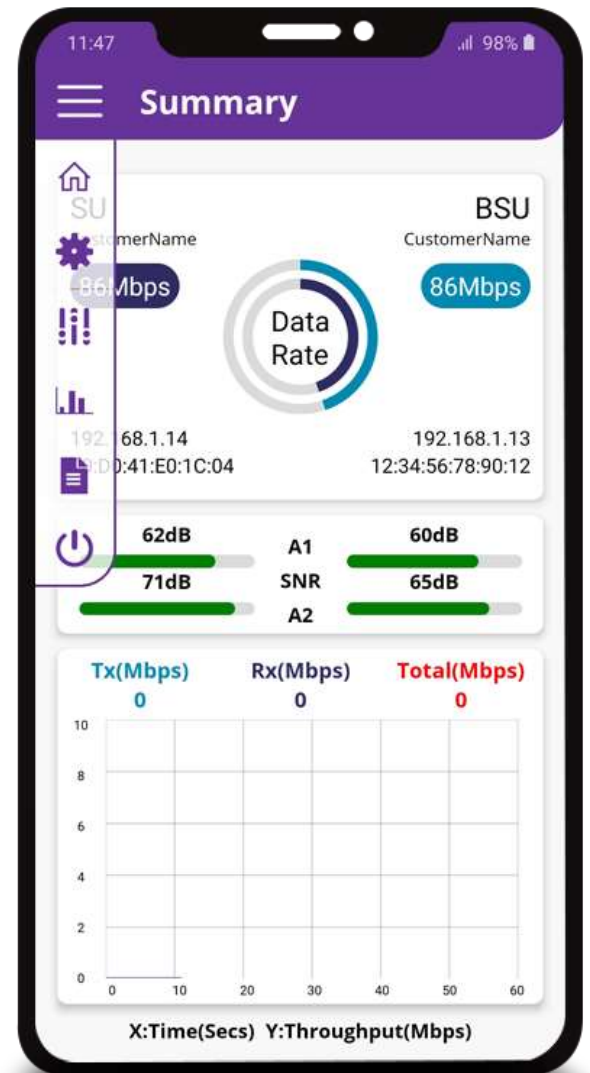 11:47
98%
Summary
SU
BSU
CustomerName
CustomerName
86Mbps
86Mbps
Data
Rate
192.168.1.14
192.168.1.13
:D0:41:E0:1C:04
12:34:56:78:90:12
62dB
A1
60dB
71dB
SNR
65dB
A2
Tx(Mbps)
Rx(Mbps)
Total(Mbps)
0
0
0
10
8
6
4
2
0
0 10 20 30 40 50 60
X:Time(Secs) Y:Throughput(Mbps)